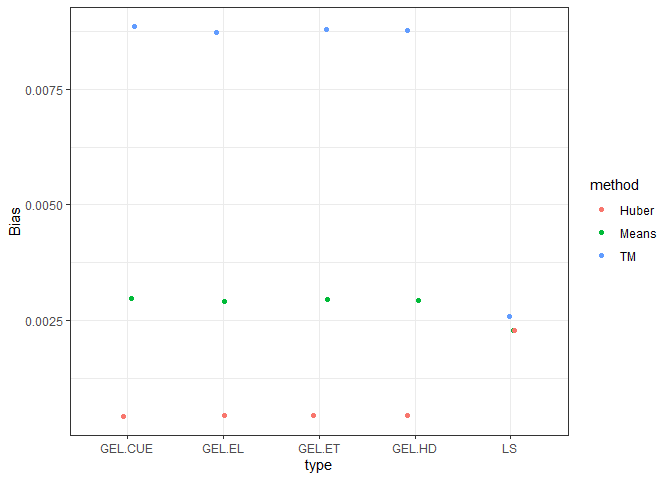 0.0075
0.0050
0.0025
Bias
GEL.CUE GEL.EL GEL.ET GEL.HD LS
type
method
Huber
Means
TM